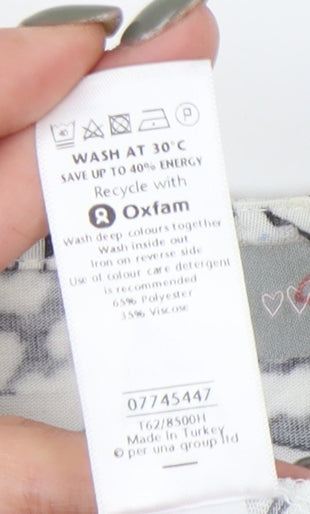 40
P
WASH AT 30°C
SAVE UP TO 40% ENERGY
Recycle with
Oxfam
Wash deep colours together
Wash inside out
Iron on reverse side
Use of colour care detergent
is recommended
65% Polyester
35% Viscose
07745447
T62/8500H
Made in Turkey
© per una group ltd